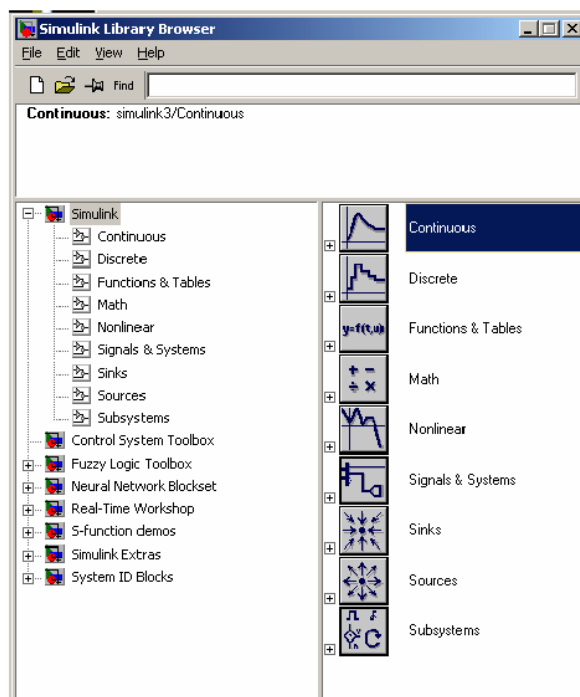 Simulink Library Browser
File Edit View Help
Find
Continuous: simulink3/Continuous
Simulink
Continuous
Discrete
Functions & Tables
Math
Nonlinear
Signals & Systems
Sinks
Sources
Subsystems
Control System Toolbox
Fuzzy Logic Toolbox
Neural Network Blockset
Real-Time Workshop
S-function demos
Simulink Extras
System ID Blocks
Continuous
Discrete
y=f(t,u)
Functions & Tables
Math
Nonlinear
Signals & Systems
Sinks
Sources
Subsystems